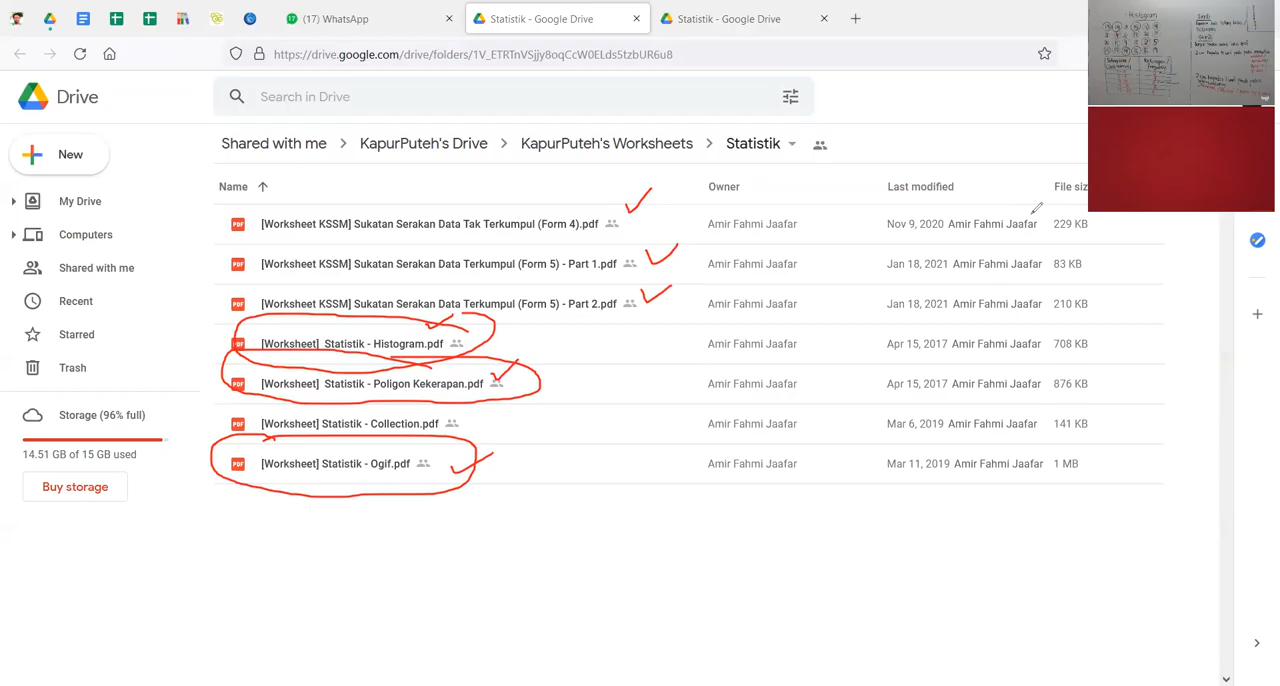 (17) WhatsApp
Statistik - Google Drive
Statistik - Google Drive
https://drive.google.com/drive/folders/1V_ETRTnVSjjy8oqCcW0ELds5tzbUR6u8
Drive
Search in Drive
New
My Drive
Computers
Shared with me
Recent
Starred
Trash
Storage (96% full)
14.51 GB of 15 GB used
Buy storage
Shared with me > KapurPuteh's Drive > KapurPuteh's Worksheets > Statistik
Name Owner Last modified File siz
PDF [Worksheet KSSM] Sukatan Serakan Data Tak Terkumpul (Form 4).pdf Amir Fahmi Jaafar Nov 9, 2020 Amir Fahmi Jaafar 229 KB
PDF [Worksheet KSSM] Sukatan Serakan Data Terkumpul (Form 5) - Part 1.pdf Amir Fahmi Jaafar Jan 18, 2021 Amir Fahmi Jaafar 83 KB
PDF [Worksheet KSSM] Sukatan Serakan Data Terkumpul (Form 5) - Part 2.pdf Amir Fahmi Jaafar Jan 18, 2021 Amir Fahmi Jaafar 210 KB
PDF [Worksheet] Statistik - Histogram.pdf Amir Fahmi Jaafar Apr 15, 2017 Amir Fahmi Jaafar 708 KB
PDF [Worksheet] Statistik - Poligon Kekerapan.pdf Amir Fahmi Jaafar Apr 15, 2017 Amir Fahmi Jaafar 876 KB
PDF [Worksheet] Statistik - Collection.pdf Amir Fahmi Jaafar Mar 6, 2019 Amir Fahmi Jaafar 141 KB
PDF [Worksheet] Statistik - Ogif.pdf Amir Fahmi Jaafar Mar 11, 2019 Amir Fahmi Jaafar 1 MB
Histogram